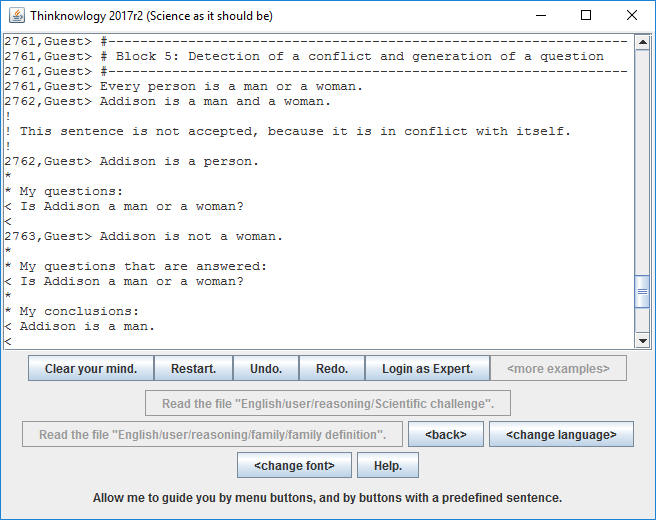 Thinknowlogy 2017r2 (Science as it should be)
2761,Guest> #-----------------------------------------------------------------
2761,Guest> # Block 5: Detection of a conflict and generation of a question
2761,Guest> #-----------------------------------------------------------------
2761,Guest> Every person is a man or a woman.
2762,Guest> Addison is a man and a woman.
!
! This sentence is not accepted, because it is in conflict with itself.
!
2762,Guest> Addison is a person.
*
* My questions:
< Is Addison a man or a woman?
<
2763,Guest> Addison is not a woman.
*
* My questions that are answered:
< Is Addison a man or a woman?
*
* My conclusions:
< Addison is a man.
<
Clear your mind. Restart. Undo. Redo. Login as Expert. <more examples>
Read the file "English/user/reasoning/Scientific challenge".
Read the file "English/user/reasoning/family/family definition". <back> <change language>
<change font> Help.
Allow me to guide you by menu buttons, and by buttons with a predefined sentence.